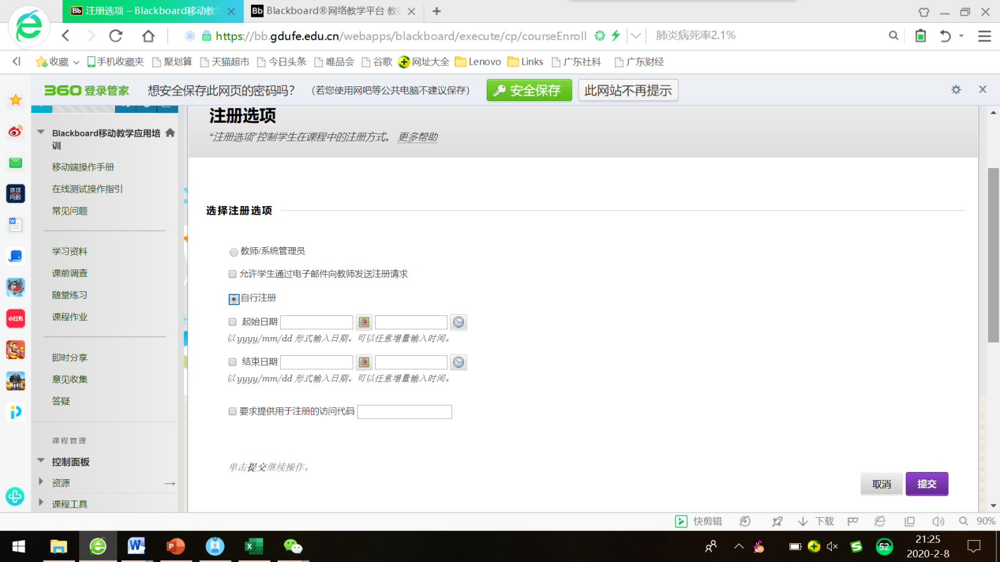 注册选项 – Blackboard移动教学
Blackboard®网络教学平台 教
https://bb.gdufe.edu.cn/webapps/blackboard/execute/cp/courseEnroll
肺炎病死率2.1%
收藏 手机收藏夹 聚划算 天猫超市 今日头条 唯品会 谷歌 网址大全 Lenovo Links 广东社科 广东财经
360登录管家 想安全保存此网页的密码吗? (若您使用网吧等公共电脑不建议保存) 安全保存 此网站不再提示
注册选项
“注册选项”控制学生在课程中的注册方式。 更多帮助
Blackboard移动教学应用培
训
移动端操作手册
在线测试操作指引
常见问题
学习资料
课前调查
随堂练习
课程作业
即时分享
意见收集
答疑
课程管理
控制面板
资源
课程工具
环球
网校
小红书
选择注册选项
教师/系统管理员
允许学生通过电子邮件向教师发送注册请求
自行注册
起始日期
以 yyyy/mm/dd 形式输入日期。可以任意增量输入时间。
结束日期
以 yyyy/mm/dd 形式输入日期。可以任意增量输入时间。
要求提供用于注册的访问代码
单击提交继续操作。
取消 提交
快剪辑 下载 90%
52
21:25
2020-2-8